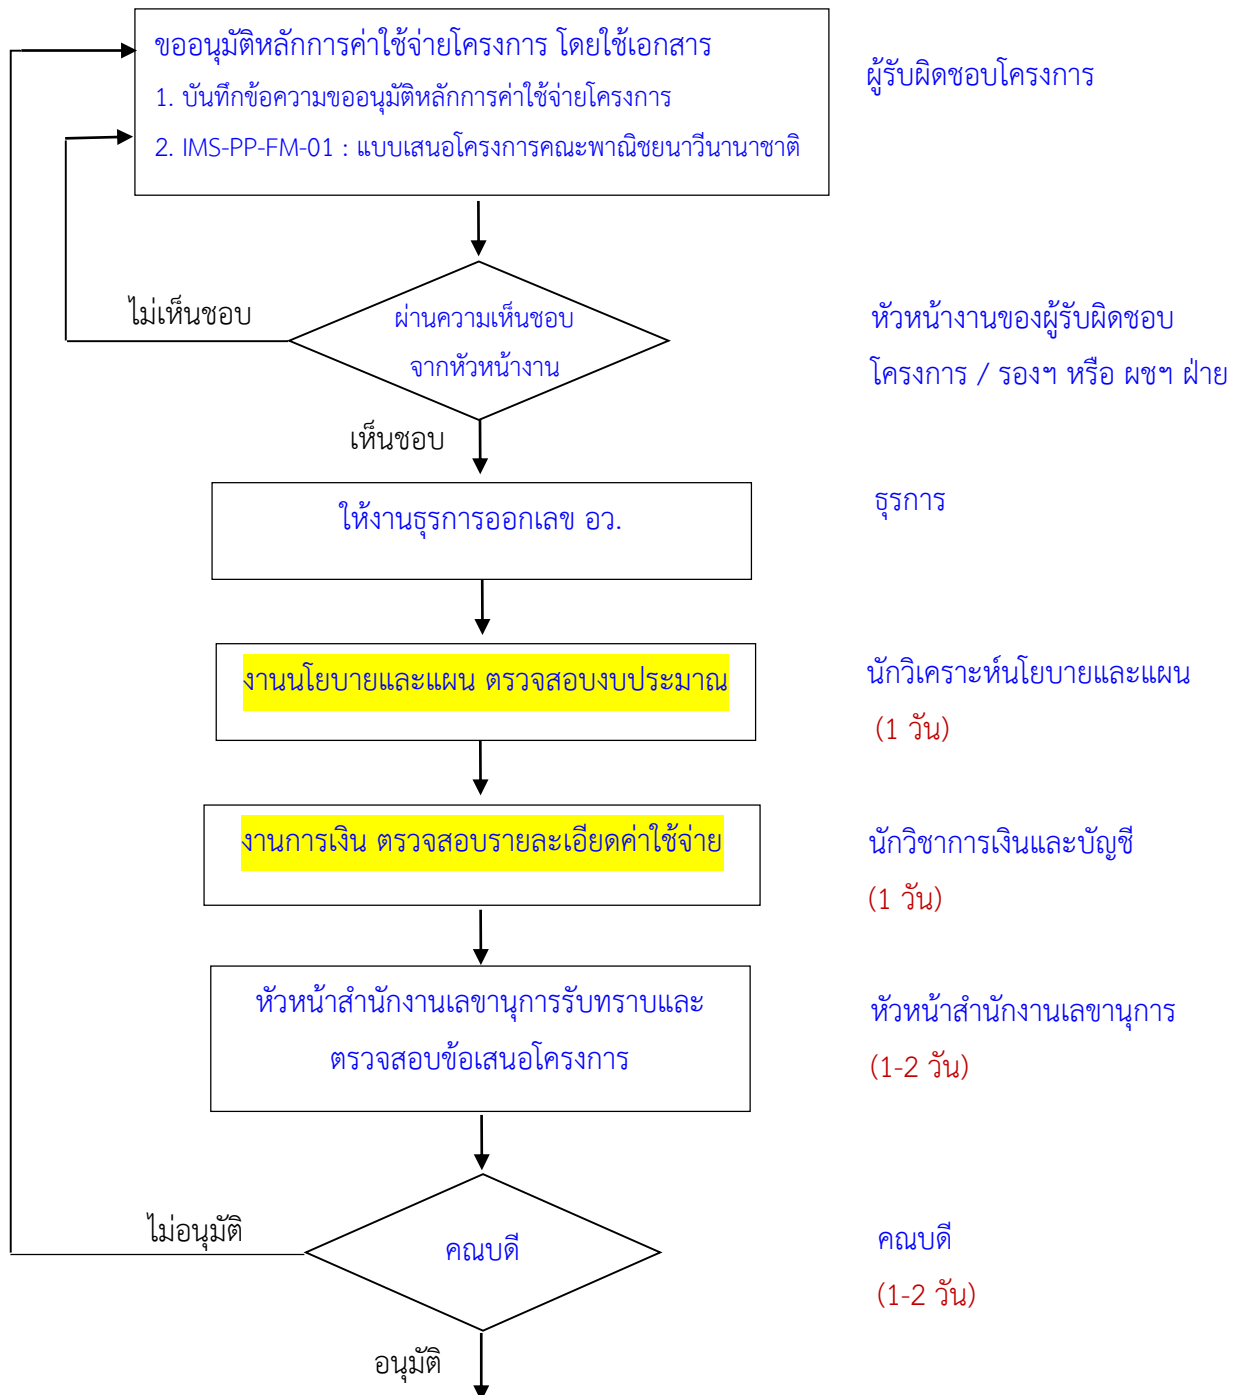 ขออนุมัติหลักการค่าใช้จ่ายโครงการ โดยใช้เอกสาร
1. บันทึกข้อความขออนุมัติหลักการค่าใช้จ่ายโครงการ
2. IMS-PP-FM-01 : แบบเสนอโครงการคณะพาณิชยนาวีนานาชาติ
ผู้รับผิดชอบโครงการ
ไม่เห็นชอบ
ผ่านความเห็นชอบ
จากหัวหน้างาน
หัวหน้างานของผู้รับผิดชอบ
โครงการ / รองฯ หรือ ผชฯ ฝ่าย
เห็นชอบ
ให้งานธุรการออกเลข อว.
ธุรการ
งานนโยบายและแผน ตรวจสอบงบประมาณ
นักวิเคราะห์นโยบายและแผน
(1 วัน)
งานการเงิน ตรวจสอบรายละเอียดค่าใช้จ่าย
นักวิชาการเงินและบัญชี
(1 วัน)
หัวหน้าสำนักงานเลขานุการรับทราบและ
ตรวจสอบข้อเสนอโครงการ
หัวหน้าสำนักงานเลขานุการ
(1-2 วัน)
ไม่อนุมัติ
คณบดี
คณบดี
(1-2 วัน)
อนุมัติ